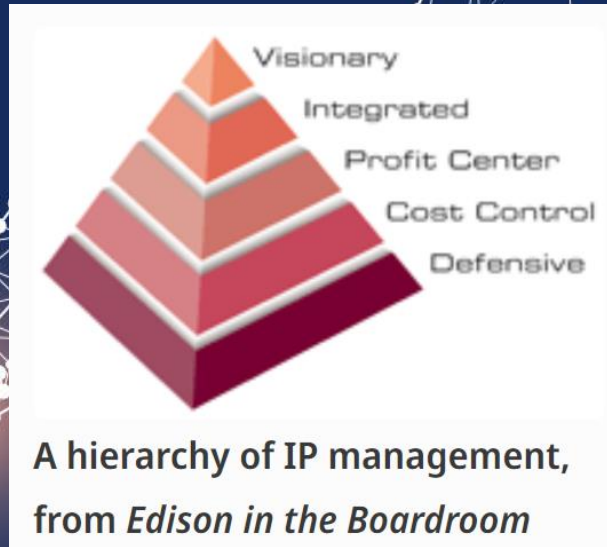 Visionary
Integrated
Profit Center
Cost Control
Defensive
A hierarchy of IP management,
from Edison in the Boardroom